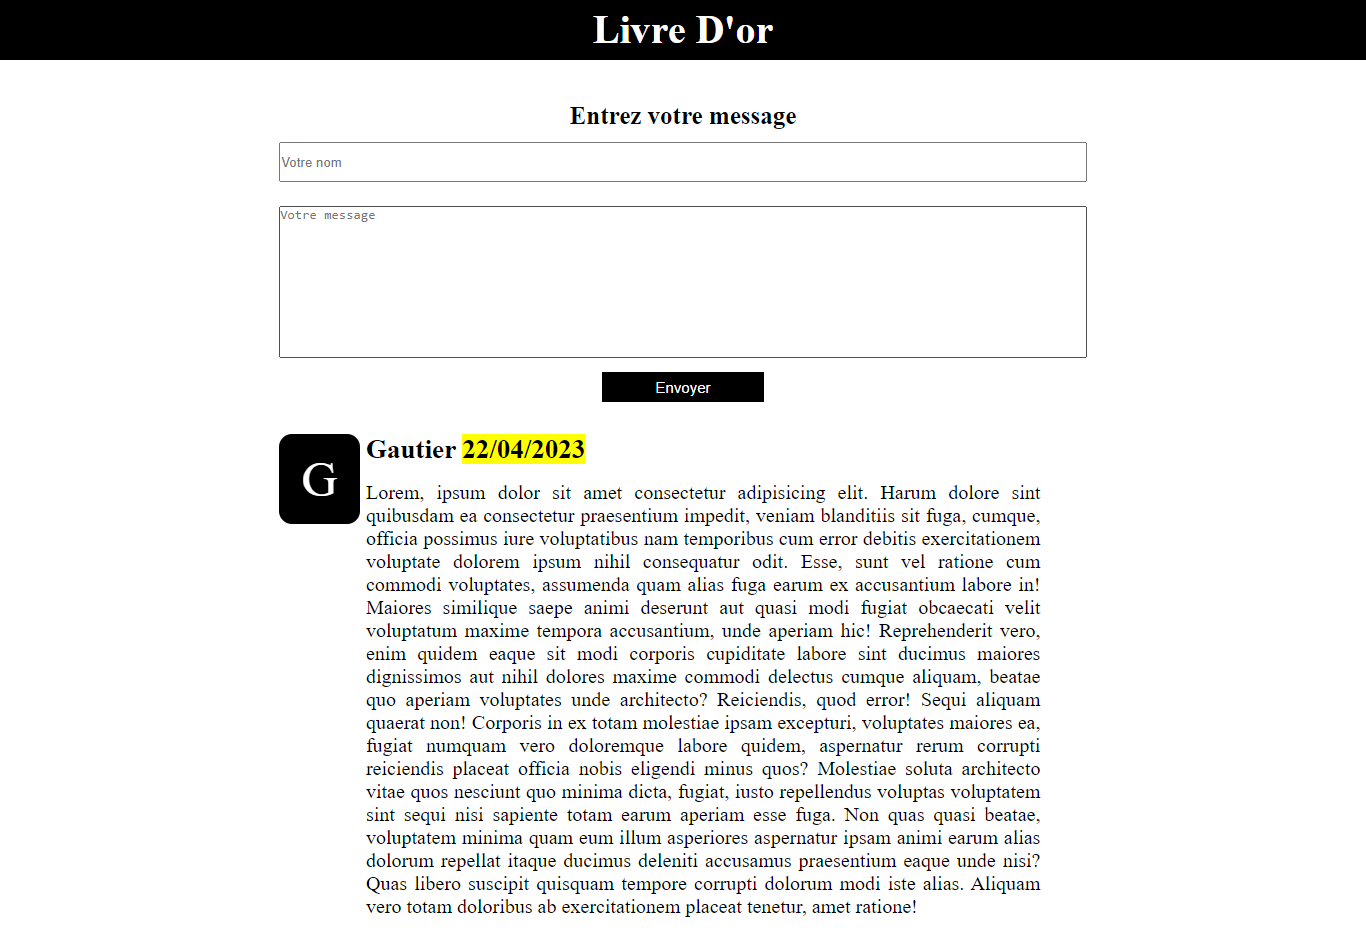 Livre D'or
Entrez votre message
Votre nom
Votre message
Envoyer
G
Gautier 22/04/2023
Lorem, ipsum dolor sit amet consectetur adipisicing elit. Harum dolore sint
quibusdam ea consectetur praesentium impedit, veniam blanditiis sit fuga, cumque,
officia possimus iure voluptatibus nam temporibus cum error debitis exercitationem
voluptate dolorem ipsum nihil consequatur odit. Esse, sunt vel ratione cum
commodi voluptates, assumenda quam alias fuga earum ex accusantium labore in!
Maiores similique saepe animi deserunt aut quasi modi fugiat obcaecati velit
voluptatum maxime tempora accusantium, unde aperiam hic! Reprehenderit vero,
enim quidem eaque sit modi corporis cupiditate labore sint ducimus maiores
dignissimos aut nihil dolores maxime commodi delectus cumque aliquam, beatae
quo aperiam voluptates unde architecto? Reiciendis, quod error! Sequi aliquam
quaerat non! Corporis in ex totam molestiae ipsam excepturi, voluptates maiores ea,
fugiat numquam vero doloremque labore quidem, aspernatur rerum corrupti
reiciendis placeat officia nobis eligendi minus quos? Molestiae soluta architecto
vitae quos nesciunt quo minima dicta, fugiat, iusto repellendus voluptas voluptatem
sint sequi nisi sapiente totam earum aperiam esse fuga. Non quas quasi beatae,
voluptatem minima quam eum illum asperiores aspernatur ipsam animi earum alias
dolorum repellat itaque ducimus deleniti accusamus praesentium eaque unde nisi?
Quas libero suscipit quisquam tempore corrupti dolorum modi iste alias. Aliquam
vero totam doloribus ab exercitationem placeat tenetur, amet ratione!